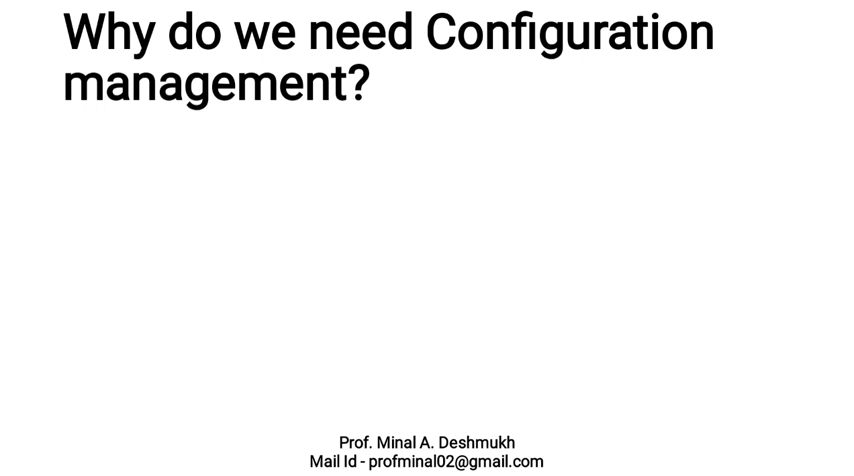 Why do we need Configuration
management?
Prof. Minal A. Deshmukh
Mail Id - profminal02@gmail.com